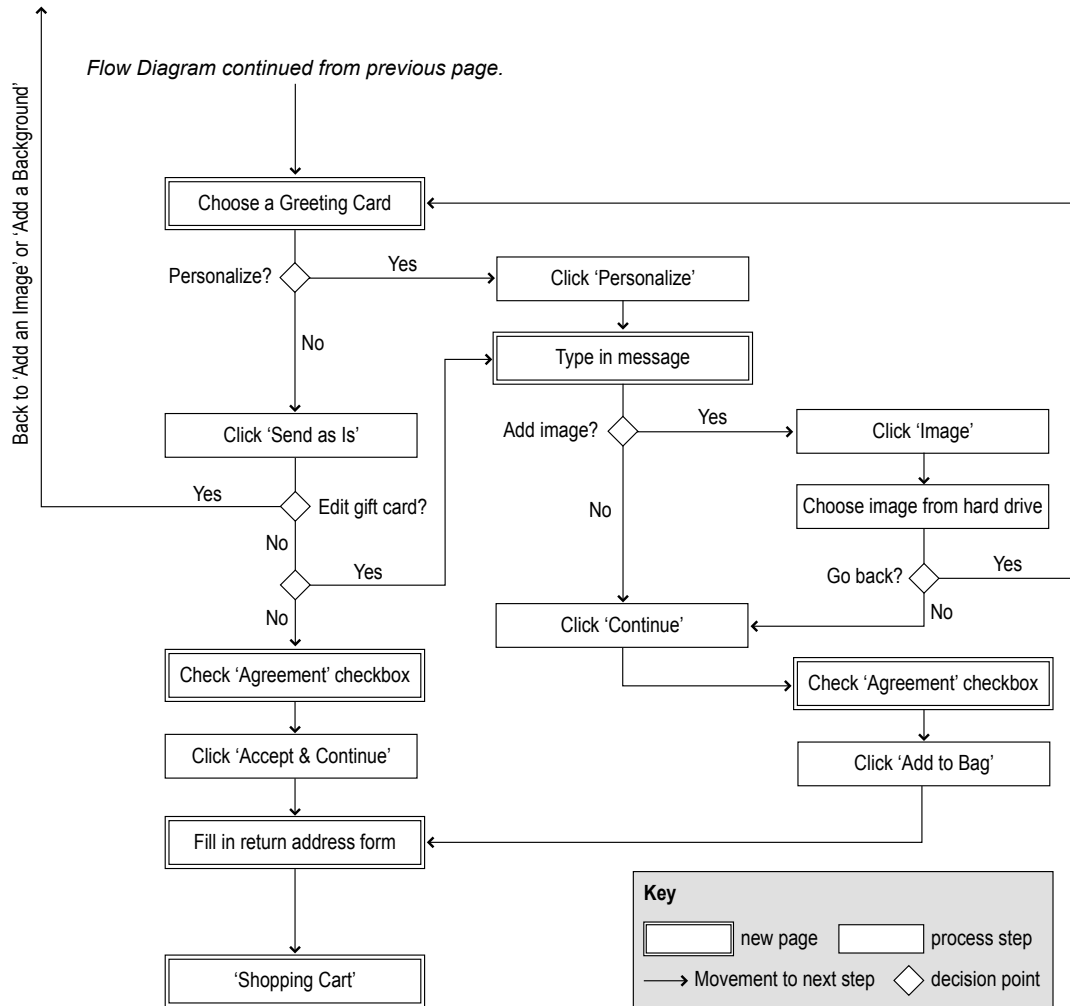 Back to ‘Add an Image’ or ‘Add a Background’
Flow Diagram continued from previous page.
Choose a Greeting Card
Personalize?
Yes
Click ‘Personalize’
No
Type in message
Click ‘Send as Is’
Add image?
Yes
Click ‘Image’
Yes
Edit gift card?
No
Choose image from hard drive
No
Yes
Go back?
Yes
No
No
Click ‘Continue’
Check ‘Agreement’ checkbox
Check ‘Agreement’ checkbox
Click ‘Accept & Continue’
Click ‘Add to Bag’
Fill in return address form
‘Shopping Cart’
Key
new page
process step
Movement to next step
decision point